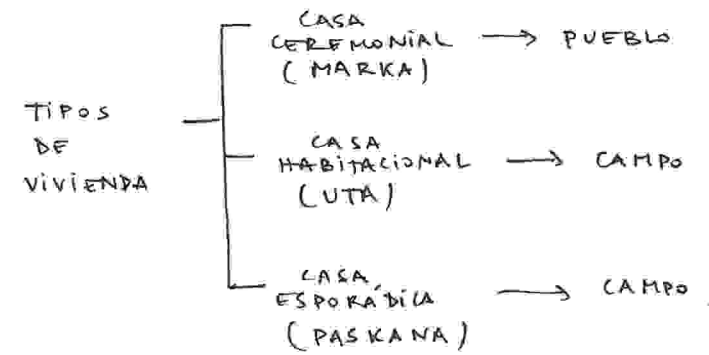 TIPOS
DE
VIVIENDA
CASA
CEREMONIAL → PUEBLO
(MARKA)
CASA
HABITACIONAL → CAMPO
(UTA)
CASA
ESPORÁDICA → CAMPO
(PASKANA)